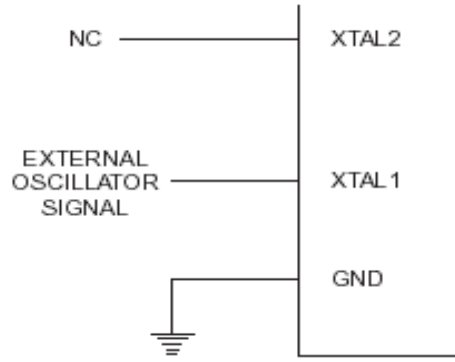 NC
XTAL2
EXTERNAL
OSCILLATOR
SIGNAL
XTAL1
GND